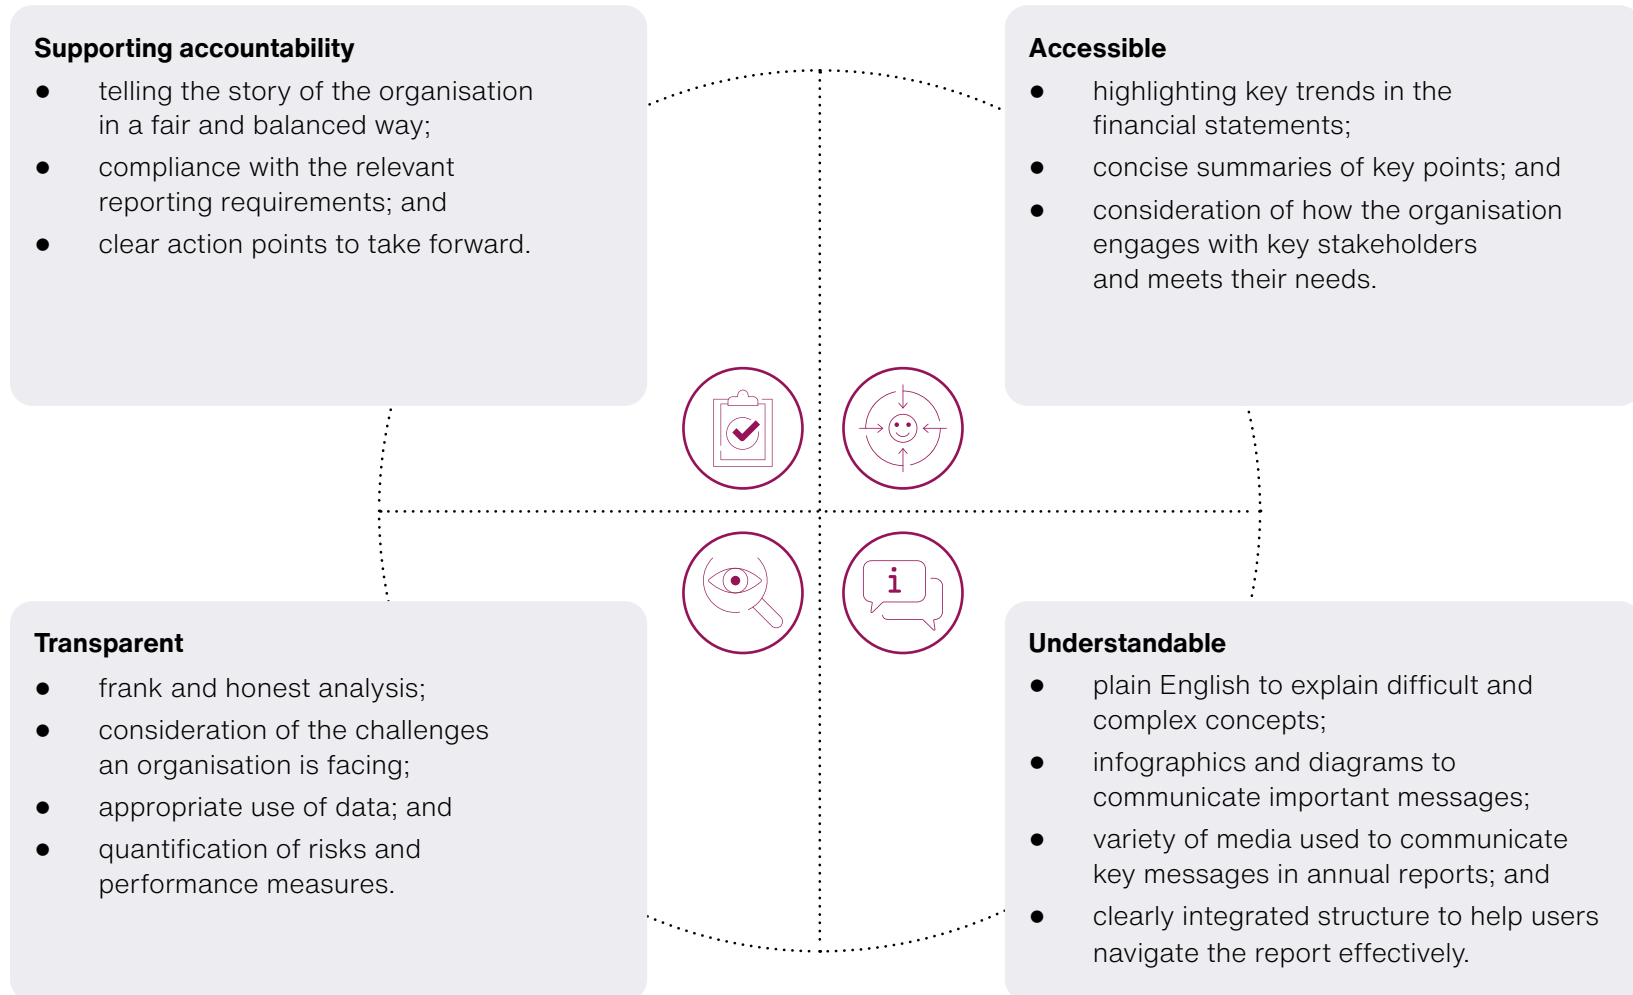 Supporting accountability
● telling the story of the organisation
in a fair and balanced way;
● compliance with the relevant
reporting requirements; and
● clear action points to take forward.
Accessible
● highlighting key trends in the
financial statements;
● concise summaries of key points; and
● consideration of how the organisation
engages with key stakeholders
and meets their needs.
i
Transparent
● frank and honest analysis;
● consideration of the challenges
an organisation is facing;
● appropriate use of data; and
● quantification of risks and
performance measures.
Understandable
● plain English to explain difficult and
complex concepts;
● infographics and diagrams to
communicate important messages;
● variety of media used to communicate
key messages in annual reports; and
● clearly integrated structure to help users
navigate the report effectively.